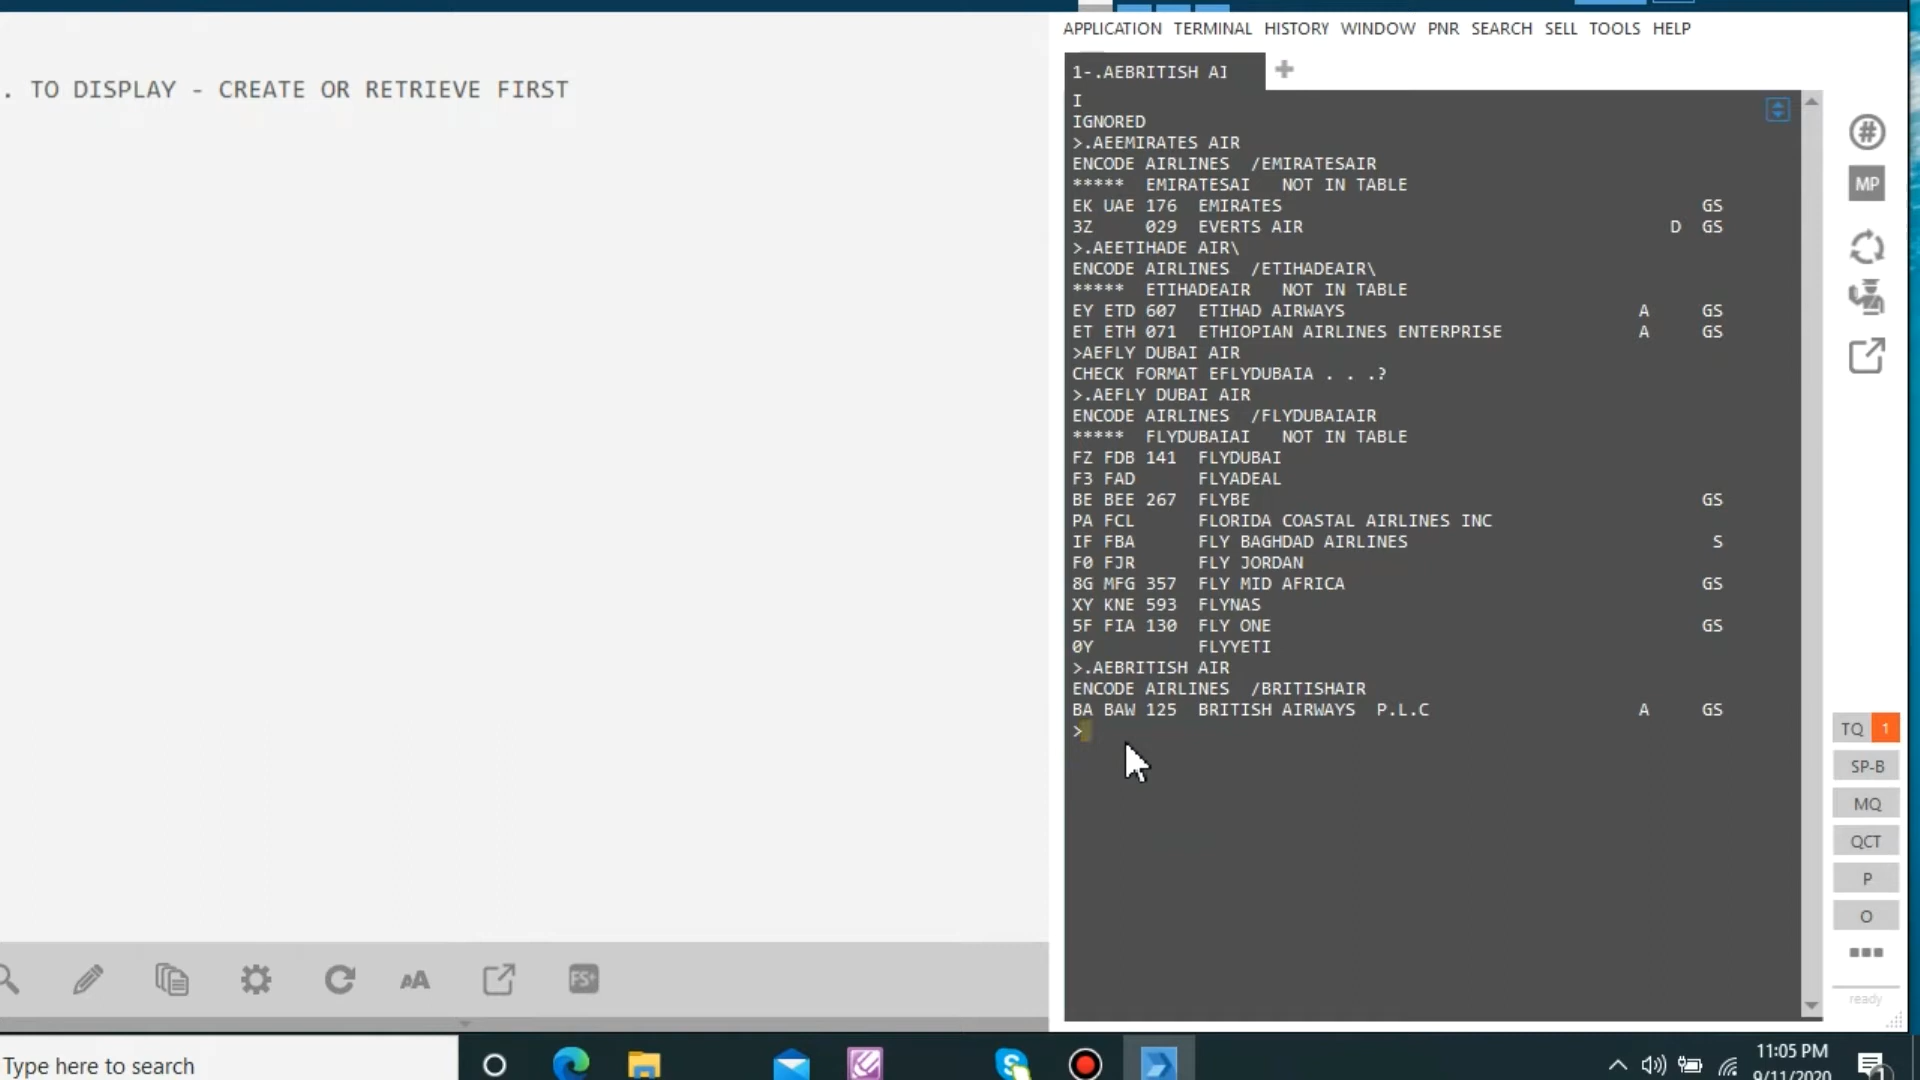 APPLICATION TERMINAL HISTORY WINDOW PNR SEARCH SELL TOOLS HELP
. TO DISPLAY - CREATE OR RETRIEVE FIRST
1-.AEBRITISH AI
I
IGNORED
>.AEEMIRATES AIR
ENCODE AIRLINES /EMIRATESAIR
***** EMIRATESAI NOT IN TABLE
EK UAE 176 EMIRATES GS
3Z 029 EVERTS AIR D GS
>.AEETIHADE AIR\
ENCODE AIRLINES /ETIHADEAIR\
***** ETIHADEAIR NOT IN TABLE
EY ETD 607 ETIHAD AIRWAYS A GS
ET ETH 071 ETHIOPIAN AIRLINES ENTERPRISE A GS
>AEFLY DUBAI AIR
CHECK FORMAT EFLYDUBAIA . . .?
>.AEFLY DUBAI AIR
ENCODE AIRLINES /FLYDUBAIAIR
***** FLYDUBAIAI NOT IN TABLE
FZ FDB 141 FLYDUBAI
F3 FAD FLYADEAL
BE BEE 267 FLYBE GS
PA FCL FLORIDA COASTAL AIRLINES INC
IF FBA FLY BAGHDAD AIRLINES S
F0 FJR FLY JORDAN
8G MFG 357 FLY MID AFRICA GS
XY KNE 593 FLYNAS
5F FIA 130 FLY ONE GS
0Y FLYYETI
>.AEBRITISH AIR
ENCODE AIRLINES /BRITISHAIR
BA BAW 125 BRITISH AIRWAYS P.L.C A GS
>
#
MP
TQ 1
SP-B
MQ
QCT
P
O
ready
AA
FS+
Type here to search
11:05 PM
9/11/2020
1